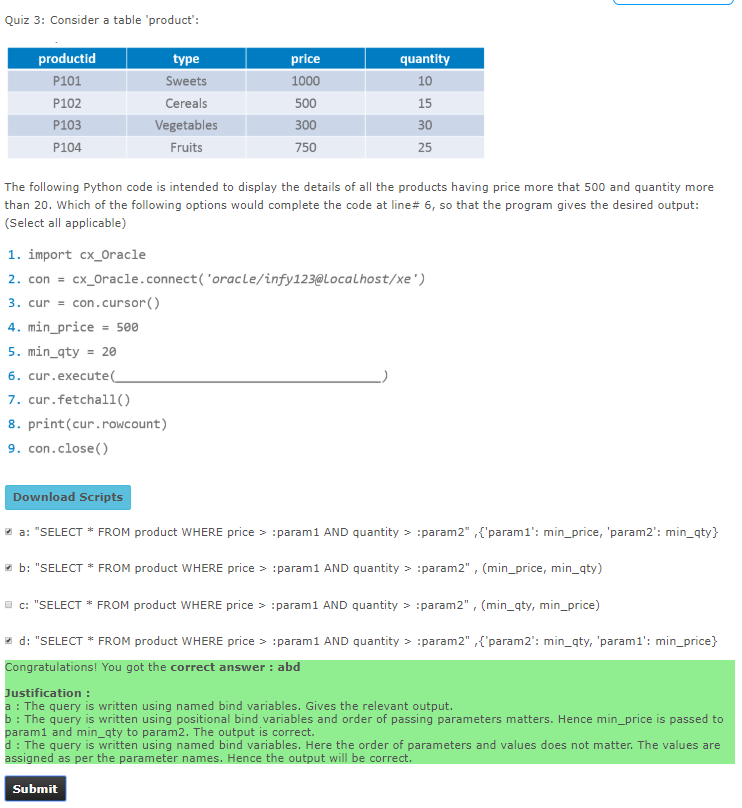 Quiz 3: Consider a table 'product':
productid type price quantity
P101 Sweets 1000 10
P102 Cereals 500 15
P103 Vegetables 300 30
P104 Fruits 750 25
The following Python code is intended to display the details of all the products having price more that 500 and quantity more
than 20. Which of the following options would complete the code at line# 6, so that the program gives the desired output:
(Select all applicable)
1. import cx_Oracle
2. con = cx_Oracle.connect('oracle/infy123@localhost/xe')
3. cur = con.cursor()
4. min_price = 500
5. min_qty = 20
6. cur.execute(__________________________________)
7. cur.fetchall()
8. print(cur.rowcount)
9. con.close()
Download Scripts
a: "SELECT * FROM product WHERE price > :param1 AND quantity > :param2" ,{'param1': min_price, 'param2': min_qty}
b: "SELECT * FROM product WHERE price > :param1 AND quantity > :param2" , (min_price, min_qty)
c: "SELECT * FROM product WHERE price > :param1 AND quantity > :param2" , (min_qty, min_price)
d: "SELECT * FROM product WHERE price > :param1 AND quantity > :param2" ,{'param2': min_qty, 'param1': min_price}
Congratulations! You got the correct answer : abd
Justification :
a : The query is written using named bind variables. Gives the relevant output.
b : The query is written using positional bind variables and order of passing parameters matters. Hence min_price is passed to
param1 and min_qty to param2. The output is correct.
d : The query is written using named bind variables. Here the order of parameters and values does not matter. The values are
assigned as per the parameter names. Hence the output will be correct.
Submit